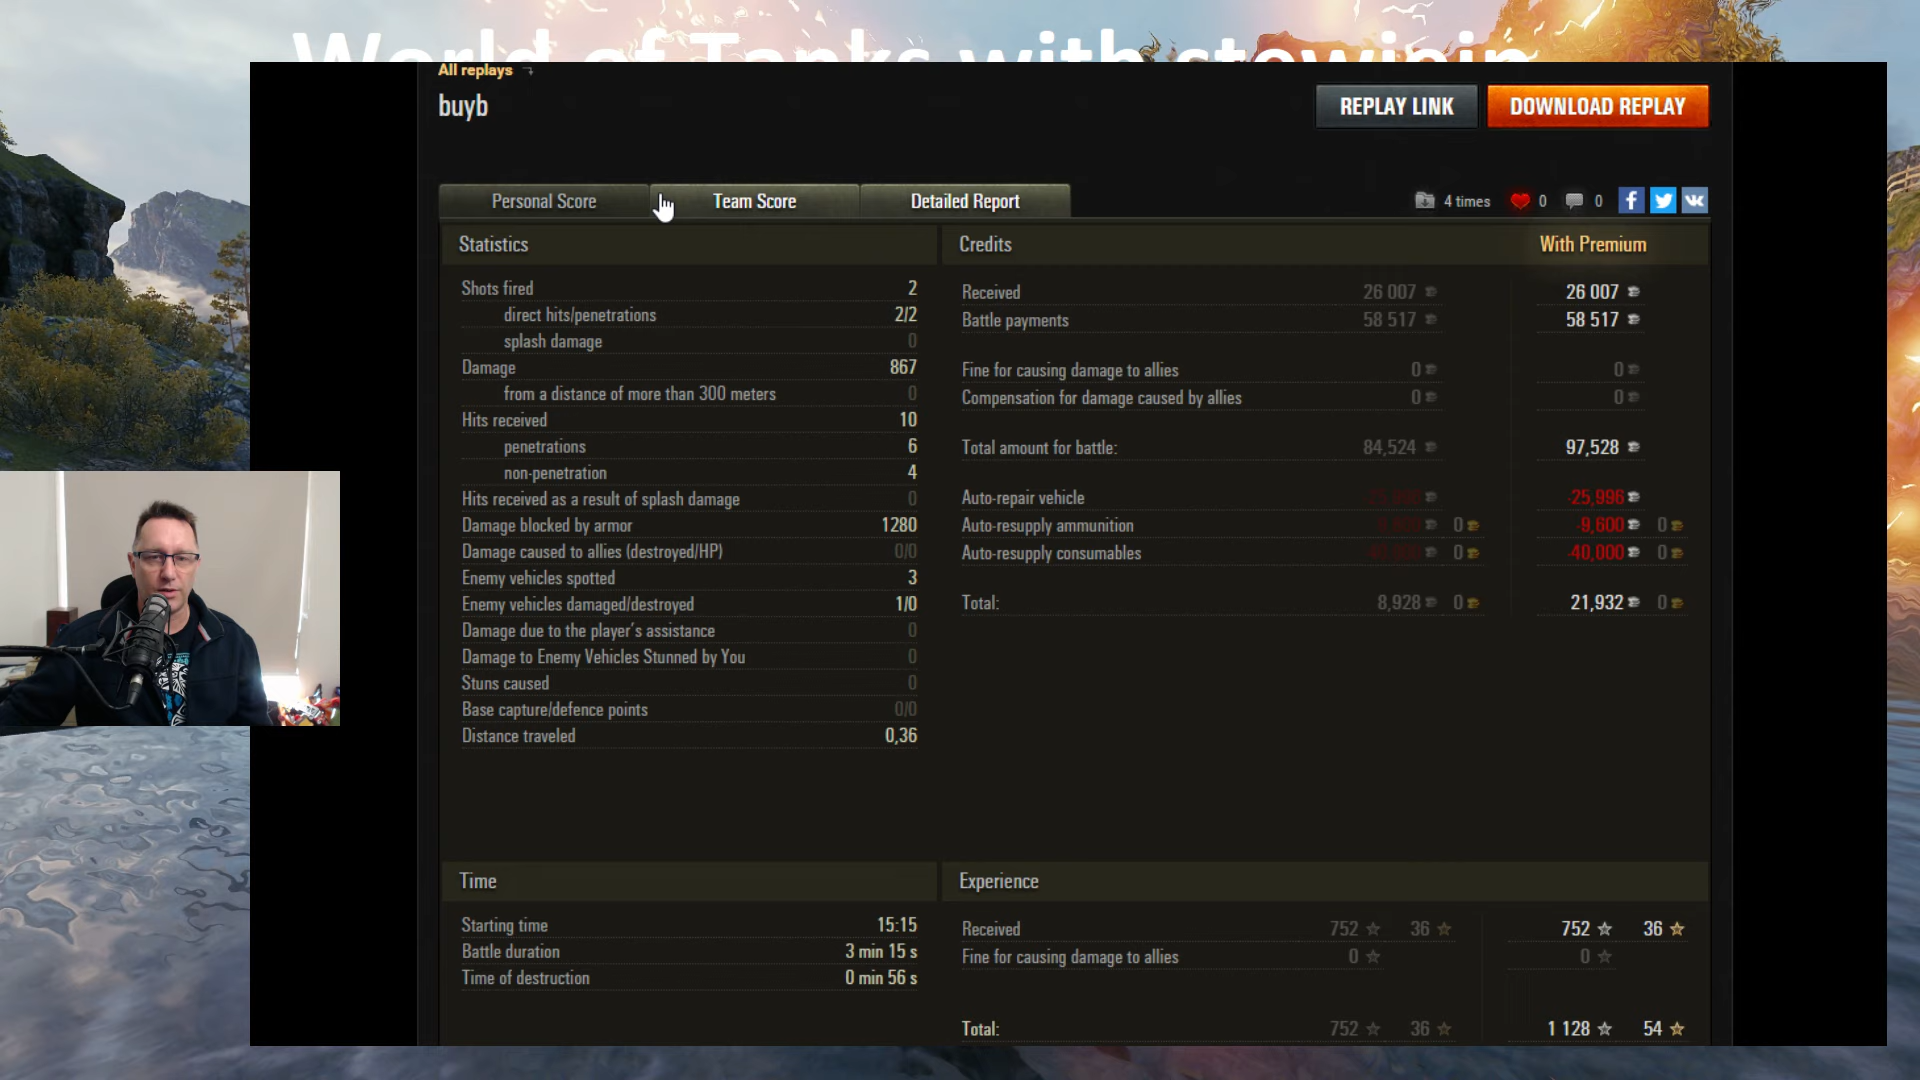 World of Tanks with stewinin
All replays
buyb
REPLAY LINK
DOWNLOAD REPLAY
Personal Score
Team Score
Detailed Report
4 times
0
0
Statistics
Shots fired 2
direct hits/penetrations 2/2
splash damage 0
Damage 867
from a distance of more than 300 meters 0
Hits received 10
penetrations 6
non-penetration 4
Hits received as a result of splash damage 0
Damage blocked by armor 1280
Damage caused to allies (destroyed/HP) 0/0
Enemy vehicles spotted 3
Enemy vehicles damaged/destroyed 1/0
Damage due to the player's assistance 0
Damage to Enemy Vehicles Stunned by You 0
Stuns caused 0
Base capture/defence points 0/0
Distance traveled 0,36
Credits With Premium
Received 26 007 26 007
Battle payments 58 517 58 517
Fine for causing damage to allies 0 0
Compensation for damage caused by allies 0 0
Total amount for battle: 84,524 97,528
Auto-repair vehicle -25,996
Auto-resupply ammunition 0 -9,600 0
Auto-resupply consumables 0 -40,000 0
Total: 8,928 0 21,932 0
Time
Starting time 15:15
Battle duration 3 min 15 s
Time of destruction 0 min 56 s
Experience
Received 752 36 752 36
Fine for causing damage to allies 0 0
Total: 752 36 1 128 54